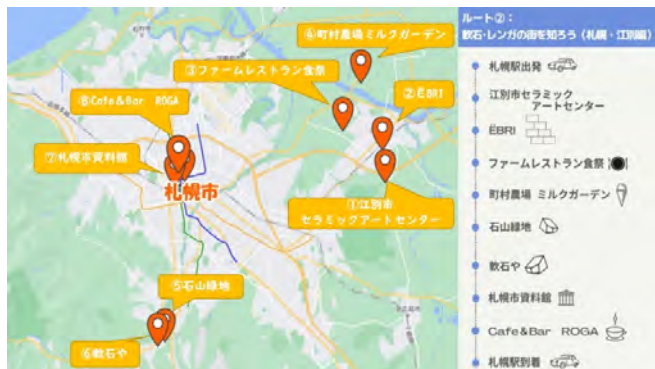 ④町村農場ミルクガーデン
③ファームレストラン食祭
②ËBRI
⑧Cafe&Bar ROGA
⑦札幌市資料館
札幌市
①江別市
セラミックアートセンター
⑤石山緑地
⑥軟石や
ルート②：
軟石・レンガの街を知ろう（札幌・江別編）
札幌駅出発
江別市セラミック
アートセンター
ËBRI
ファームレストラン食祭
町村農場 ミルクガーデン
石山緑地
軟石や
札幌市資料館
Cafe&Bar ROGA
札幌駅到着